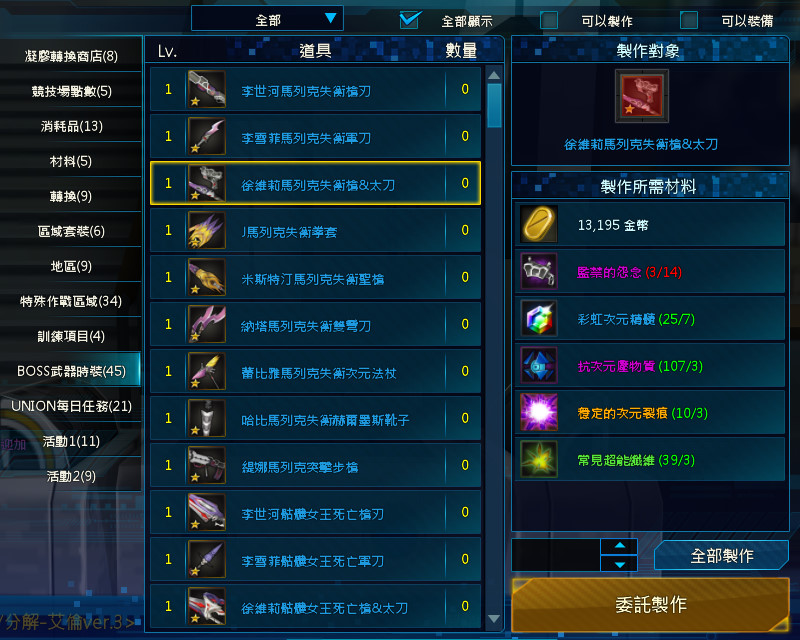 全部
全部顯示
可以製作
可以裝備
凝膠轉換商店(8)
競技場點數(5)
消耗品(13)
材料(5)
轉換(9)
區域套裝(6)
地區(9)
特殊作戰區域(34)
訓練項目(4)
BOSS武器時裝(45)
UNION每日任務(21)
活動1(11)
活動2(9)
/分解-艾倫ver.3>
Lv. 道具 數量
1 李世河馬列克失衡槍刃 0
1 李雪菲馬列克失衡軍刀 0
1 徐維莉馬列克失衡槍&太刀 0
1 J馬列克失衡拳套 0
1 米斯特汀馬列克失衡聖槍 0
1 納塔馬列克失衡雙彎刀 0
1 蕾比雅馬列克失衡次元法杖 0
1 哈比馬列克失衡赫爾墨斯靴子 0
1 緹娜馬列克突擊步槍 0
1 李世河骷髏女王死亡槍刃 0
1 李雪菲骷髏女王死亡軍刀 0
1 徐維莉骷髏女王死亡槍&太刀 0
製作對象
徐維莉馬列克失衡槍&太刀
製作所需材料
13,195 金幣
監禁的怨念 (3/14)
彩虹次元精髓 (25/7)
抗次元塵物質 (107/3)
穩定的次元裂痕 (10/3)
常見超能纖維 (39/3)
全部製作
委託製作